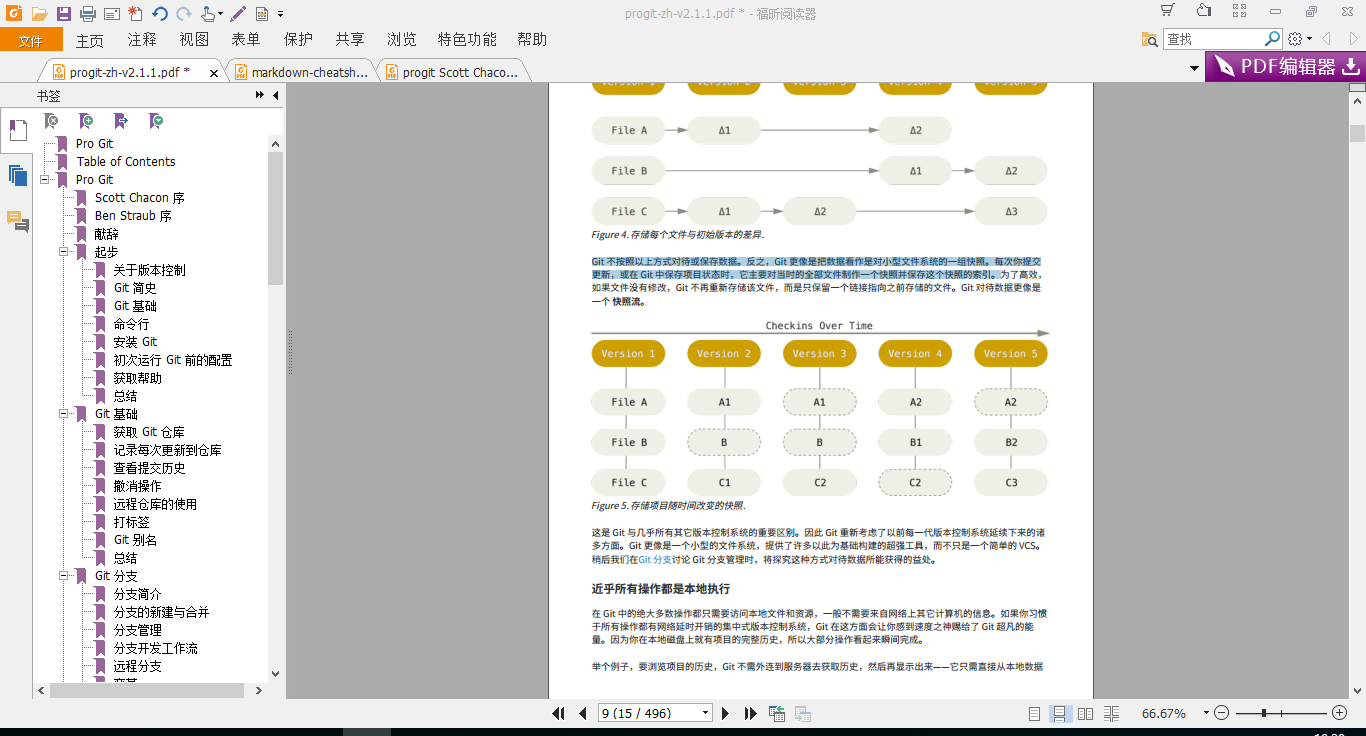 progit-zh-v2.1.1.pdf * - 福昕阅读器
文件 主页 注释 视图 表单 保护 共享 浏览 特色功能 帮助 查找
progit-zh-v2.1.1.pdf * markdown-cheatsh... progit Scott Chaco... PDF编辑器
书签
Pro Git
Table of Contents
Pro Git
Scott Chacon 序
Ben Straub 序
献辞
起步
关于版本控制
Git 简史
Git 基础
命令行
安装 Git
初次运行 Git 前的配置
获取帮助
总结
Git 基础
获取 Git 仓库
记录每次更新到仓库
查看提交历史
撤消操作
远程仓库的使用
打标签
Git 别名
总结
Git 分支
分支简介
分支的新建与合并
分支管理
分支开发工作流
远程分支
File A Δ1 Δ2
File B Δ1 Δ2
File C Δ1 Δ2 Δ3
Figure 4. 存储每个文件与初始版本的差异.
Git 不按照以上方式对待或保存数据。反之，Git 更像是把数据看作是对小型文件系统的一组快照。每次你提交
更新，或在 Git 中保存项目状态时，它主要对当时的全部文件制作一个快照并保存这个快照的索引。为了高效，
如果文件没有修改，Git 不再重新存储该文件，而是只保留一个链接指向之前存储的文件。Git 对待数据更像是
一个 快照流。
Checkins Over Time
Version 1 Version 2 Version 3 Version 4 Version 5
File A A1 A1 A2 A2
File B B B B1 B2
File C C1 C2 C2 C3
Figure 5. 存储项目随时间改变的快照.
这是 Git 与几乎所有其它版本控制系统的重要区别。因此 Git 重新考虑了以前每一代版本控制系统延续下来的诸
多方面。Git 更像是一个小型的文件系统，提供了许多以此为基础构建的超强工具，而不只是一个简单的 VCS。
稍后我们在Git 分支讨论 Git 分支管理时，将探究这种方式对待数据所能获得的益处。
近乎所有操作都是本地执行
在 Git 中的绝大多数操作都只需要访问本地文件和资源，一般不需要来自网络上其它计算机的信息。如果你习惯
于所有操作都有网络延时开销的集中式版本控制系统，Git 在这方面会让你感到速度之神赐给了 Git 超凡的能
量。因为你在本地磁盘上就有项目的完整历史，所以大部分操作看起来瞬间完成。
举个例子，要浏览项目的历史，Git 不需外连到服务器去获取历史，然后再显示出来——它只需直接从本地数据
9 (15 / 496) 66.67%